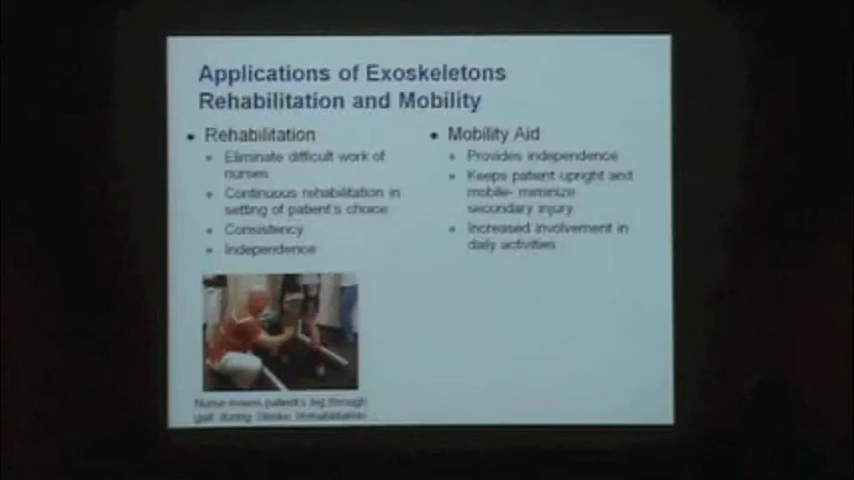 Applications of Exoskeletons
Rehabilitation and Mobility
• Rehabilitation
• Eliminate difficult work of
nurses
• Continuous rehabilitation in
setting of patient's choice
• Consistency
• Independence
• Mobility Aid
• Provides independence
• Keeps patient upright and
mobile- minimize
secondary injury
• Increased involvement in
daily activities
Nurse moves patient's leg through
gait during Stroke Rehabilitation